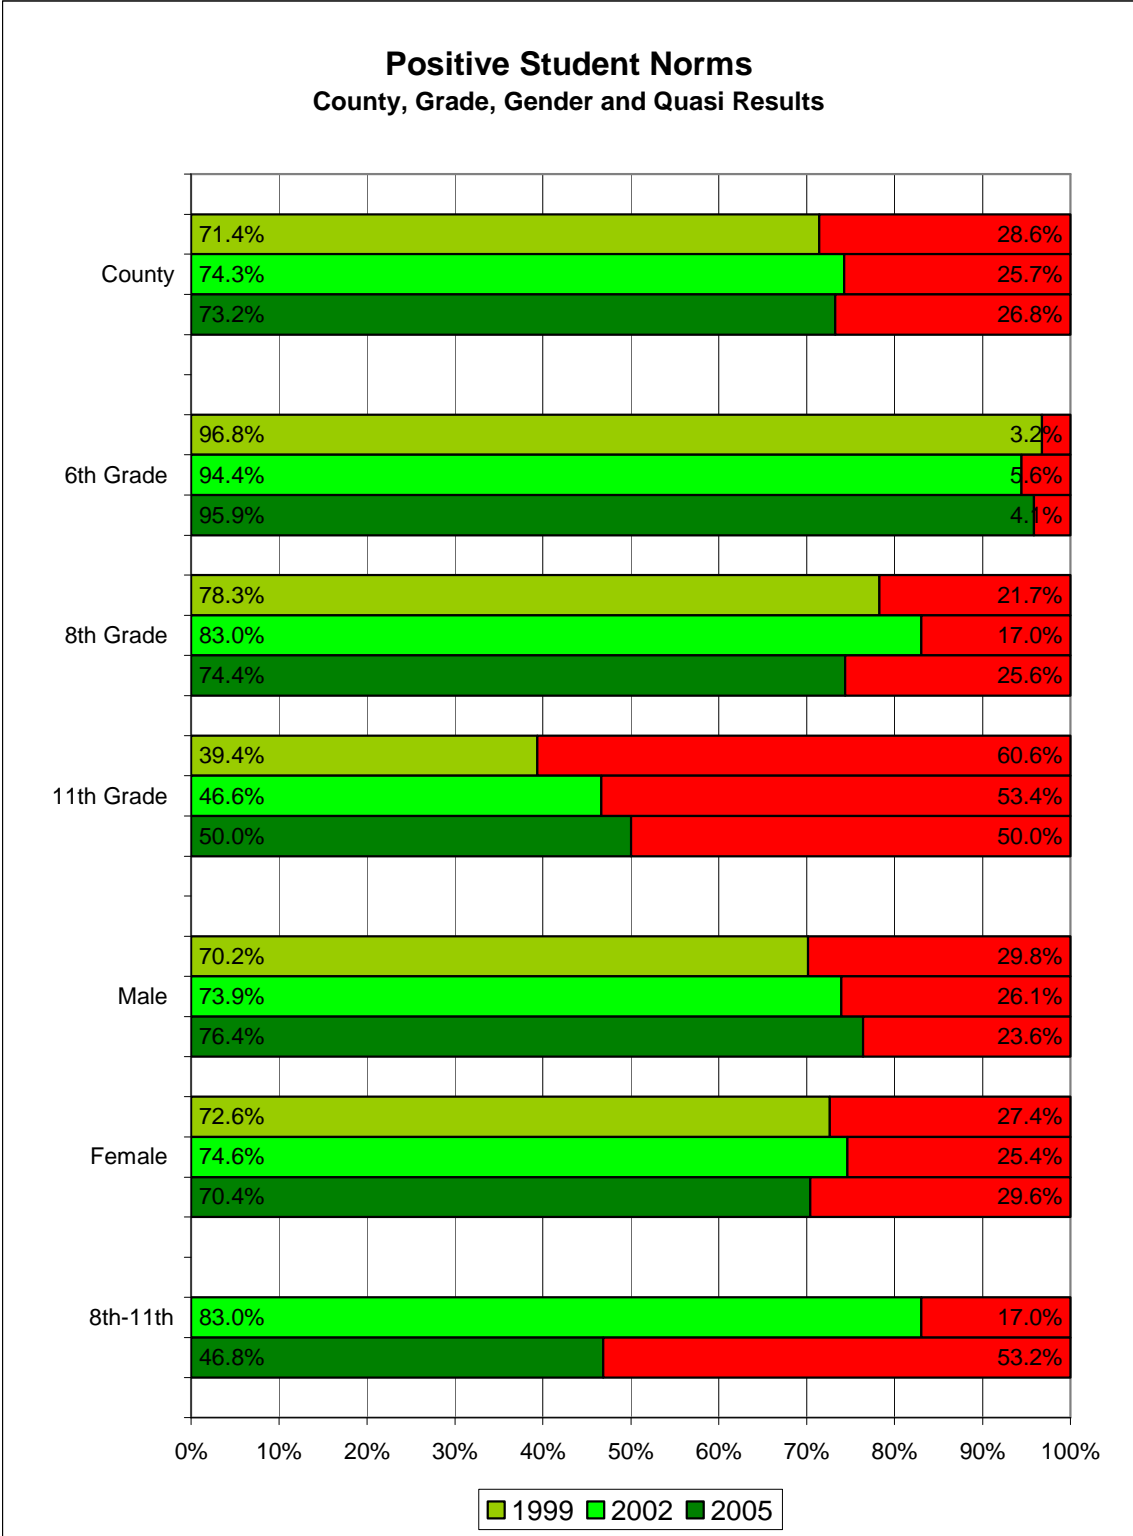 Positive Student Norms
County, Grade, Gender and Quasi Results
71.4% 28.6%
County 74.3% 25.7%
73.2% 26.8%
96.8% 3.2%
6th Grade 94.4% 5.6%
95.9% 4.1%
78.3% 21.7%
8th Grade 83.0% 17.0%
74.4% 25.6%
39.4% 60.6%
11th Grade 46.6% 53.4%
50.0% 50.0%
70.2% 29.8%
Male 73.9% 26.1%
76.4% 23.6%
72.6% 27.4%
Female 74.6% 25.4%
70.4% 29.6%
8th-11th 83.0% 17.0%
46.8% 53.2%
0% 10% 20% 30% 40% 50% 60% 70% 80% 90% 100%
1999 2002 2005